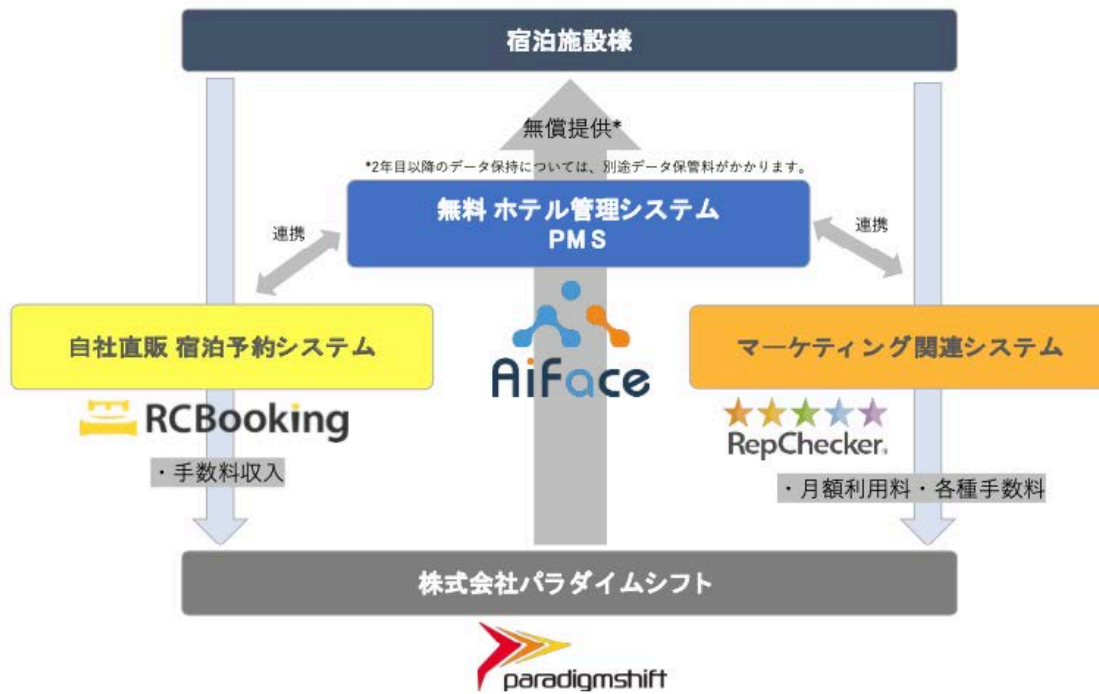 宿泊施設様
無償提供*
*2年目以降のデータ保持については、別途データ保管料がかかります。
無料 ホテル管理システム
PMS
連携
連携
自社直販 宿泊予約システム
マーケティング関連システム
AiFace
RCBooking
RepChecker®
・手数料収入
・月額利用料・各種手数料
株式会社パラダイムシフト
paradigmshift